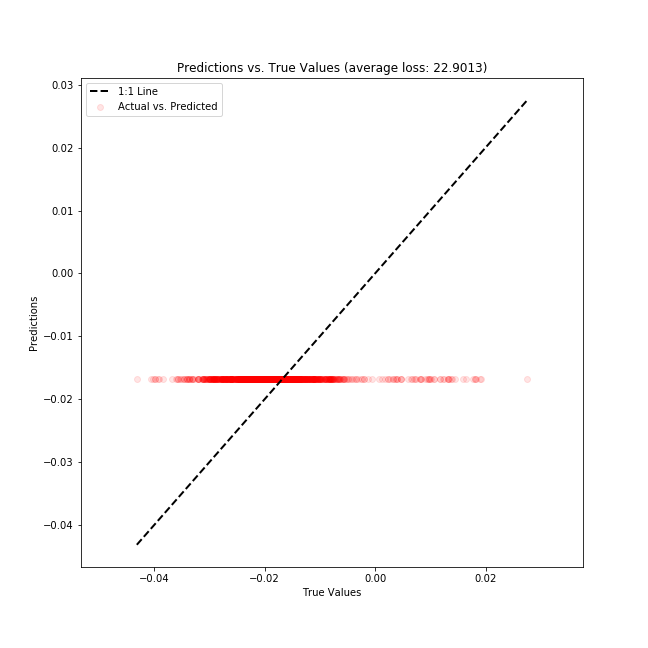 Predictions vs. True Values (average loss: 22.9013)
1:1 Line
Actual vs. Predicted
0.03
0.02
0.01
0.00
−0.01
−0.02
−0.03
−0.04
Predictions
−0.04 −0.02 0.00 0.02
True Values